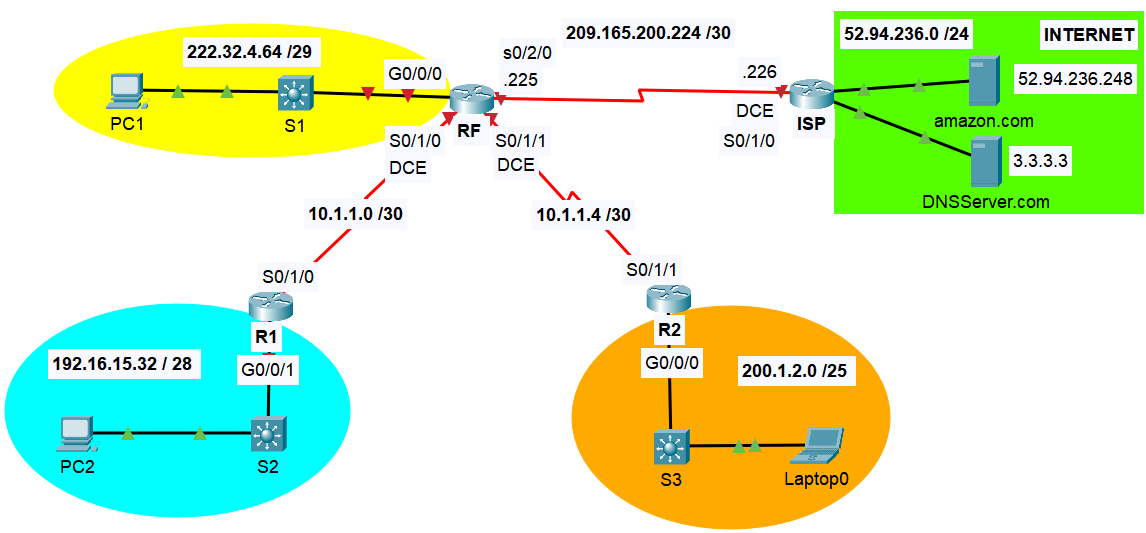 222.32.4.64 /29
PC1
S1
G0/0/0
RF
s0/2/0
.225
209.165.200.224 /30
.226
DCE
S0/1/0
ISP
52.94.236.0 /24
INTERNET
52.94.236.248
amazon.com
3.3.3.3
DNSServer.com
S0/1/0
DCE
S0/1/1
DCE
10.1.1.0 /30
10.1.1.4 /30
S0/1/0
R1
G0/0/1
192.16.15.32 / 28
PC2
S2
S0/1/1
R2
G0/0/0
200.1.2.0 /25
S3
Laptop0